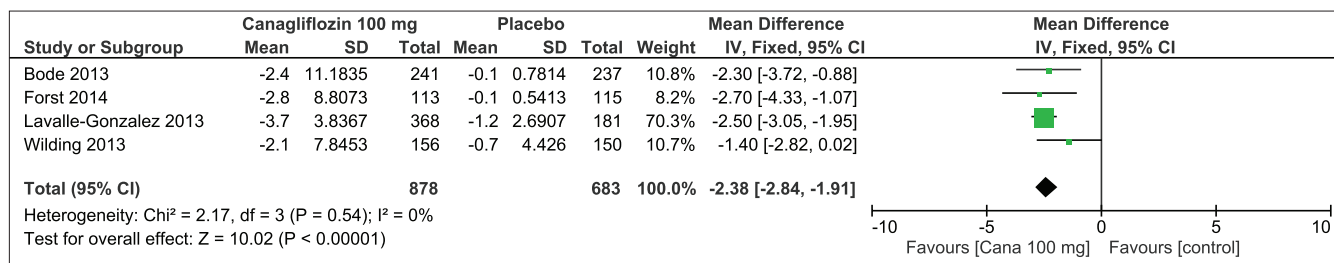 Canagliflozin 100 mg Placebo Mean Difference Mean Difference
Study or Subgroup Mean SD Total Mean SD Total Weight IV, Fixed, 95% CI IV, Fixed, 95% CI
Bode 2013 -2.4 11.1835 241 -0.1 0.7814 237 10.8% -2.30 [-3.72, -0.88]
Forst 2014 -2.8 8.8073 113 -0.1 0.5413 115 8.2% -2.70 [-4.33, -1.07]
Lavalle-Gonzalez 2013 -3.7 3.8367 368 -1.2 2.6907 181 70.3% -2.50 [-3.05, -1.95]
Wilding 2013 -2.1 7.8453 156 -0.7 4.426 150 10.7% -1.40 [-2.82, 0.02]
Total (95% CI) 878 683 100.0% -2.38 [-2.84, -1.91]
Heterogeneity: Chi² = 2.17, df = 3 (P = 0.54); I² = 0%
Test for overall effect: Z = 10.02 (P < 0.00001)
-10 -5 0 5 10
Favours [Cana 100 mg] Favours [control]